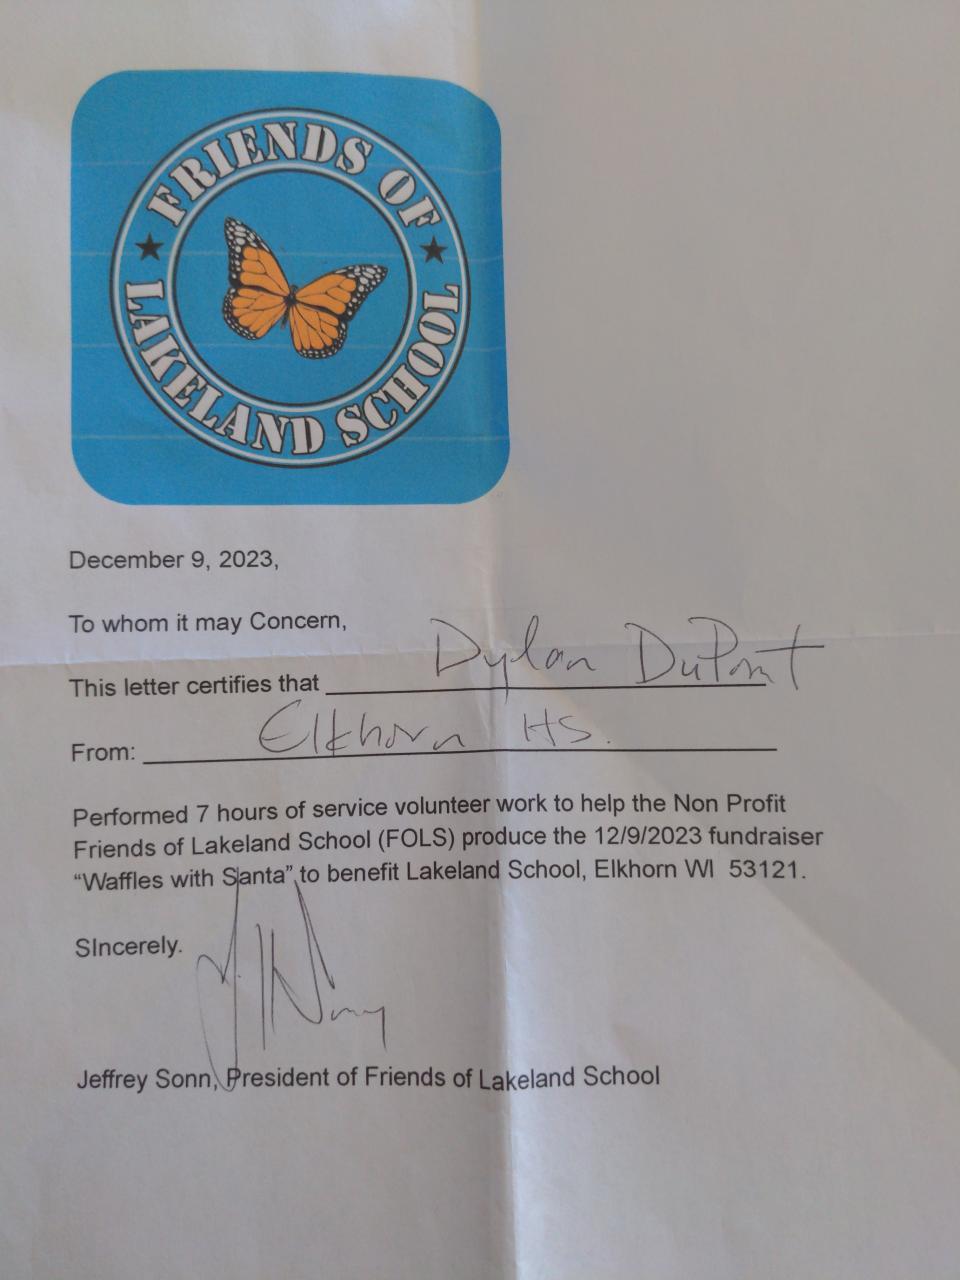 FRIENDS OF
LAKELAND SCHOOL
December 9, 2023,
To whom it may Concern,
This letter certifies that Dylan DuPont
From: Elkhorn HS.
Performed 7 hours of service volunteer work to help the Non Profit
Friends of Lakeland School (FOLS) produce the 12/9/2023 fundraiser
“Waffles with Santa” to benefit Lakeland School, Elkhorn WI 53121.
SIncerely.
Jeffrey Sonn, President of Friends of Lakeland School